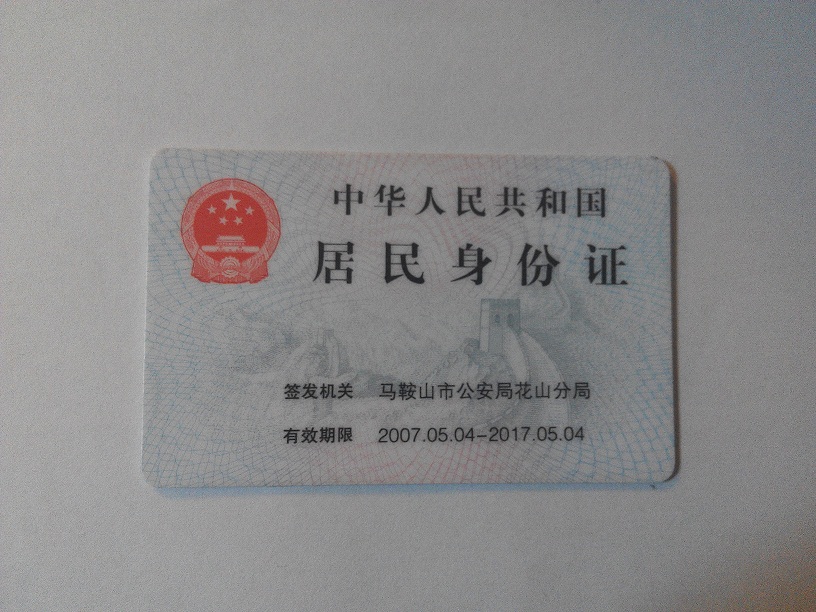 中华人民共和国
居民身份证
签发机关 马鞍山市公安局花山分局
有效期限 2007.05.04-2017.05.04